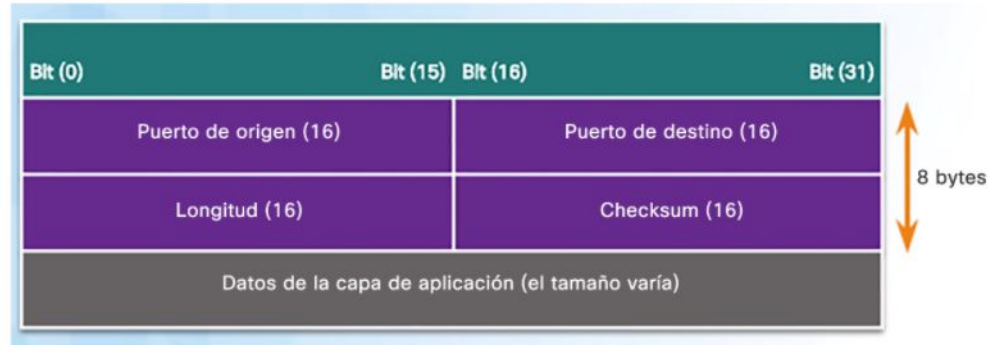 Bit (0) Bit (15) Bit (16) Bit (31)
Puerto de origen (16) Puerto de destino (16)
8 bytes
Longitud (16) Checksum (16)
Datos de la capa de aplicación (el tamaño varía)